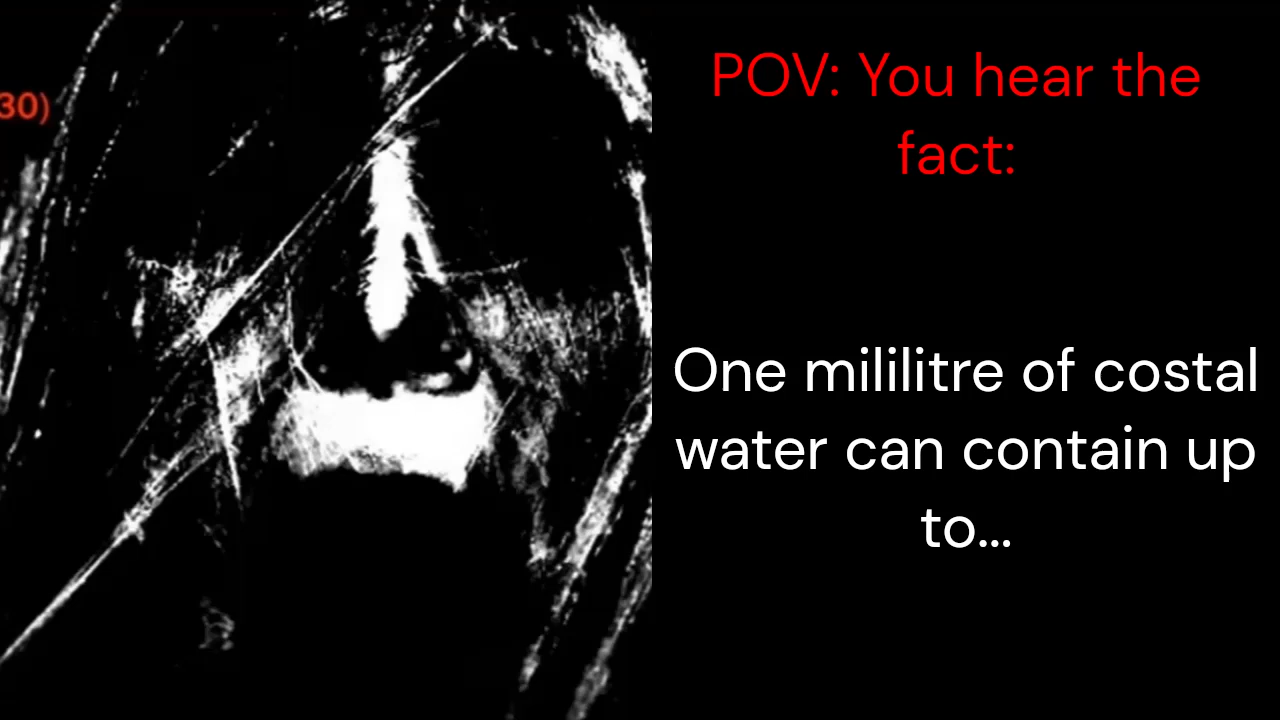 30)
POV: You hear the
fact:
One mililitre of costal
water can contain up
to...